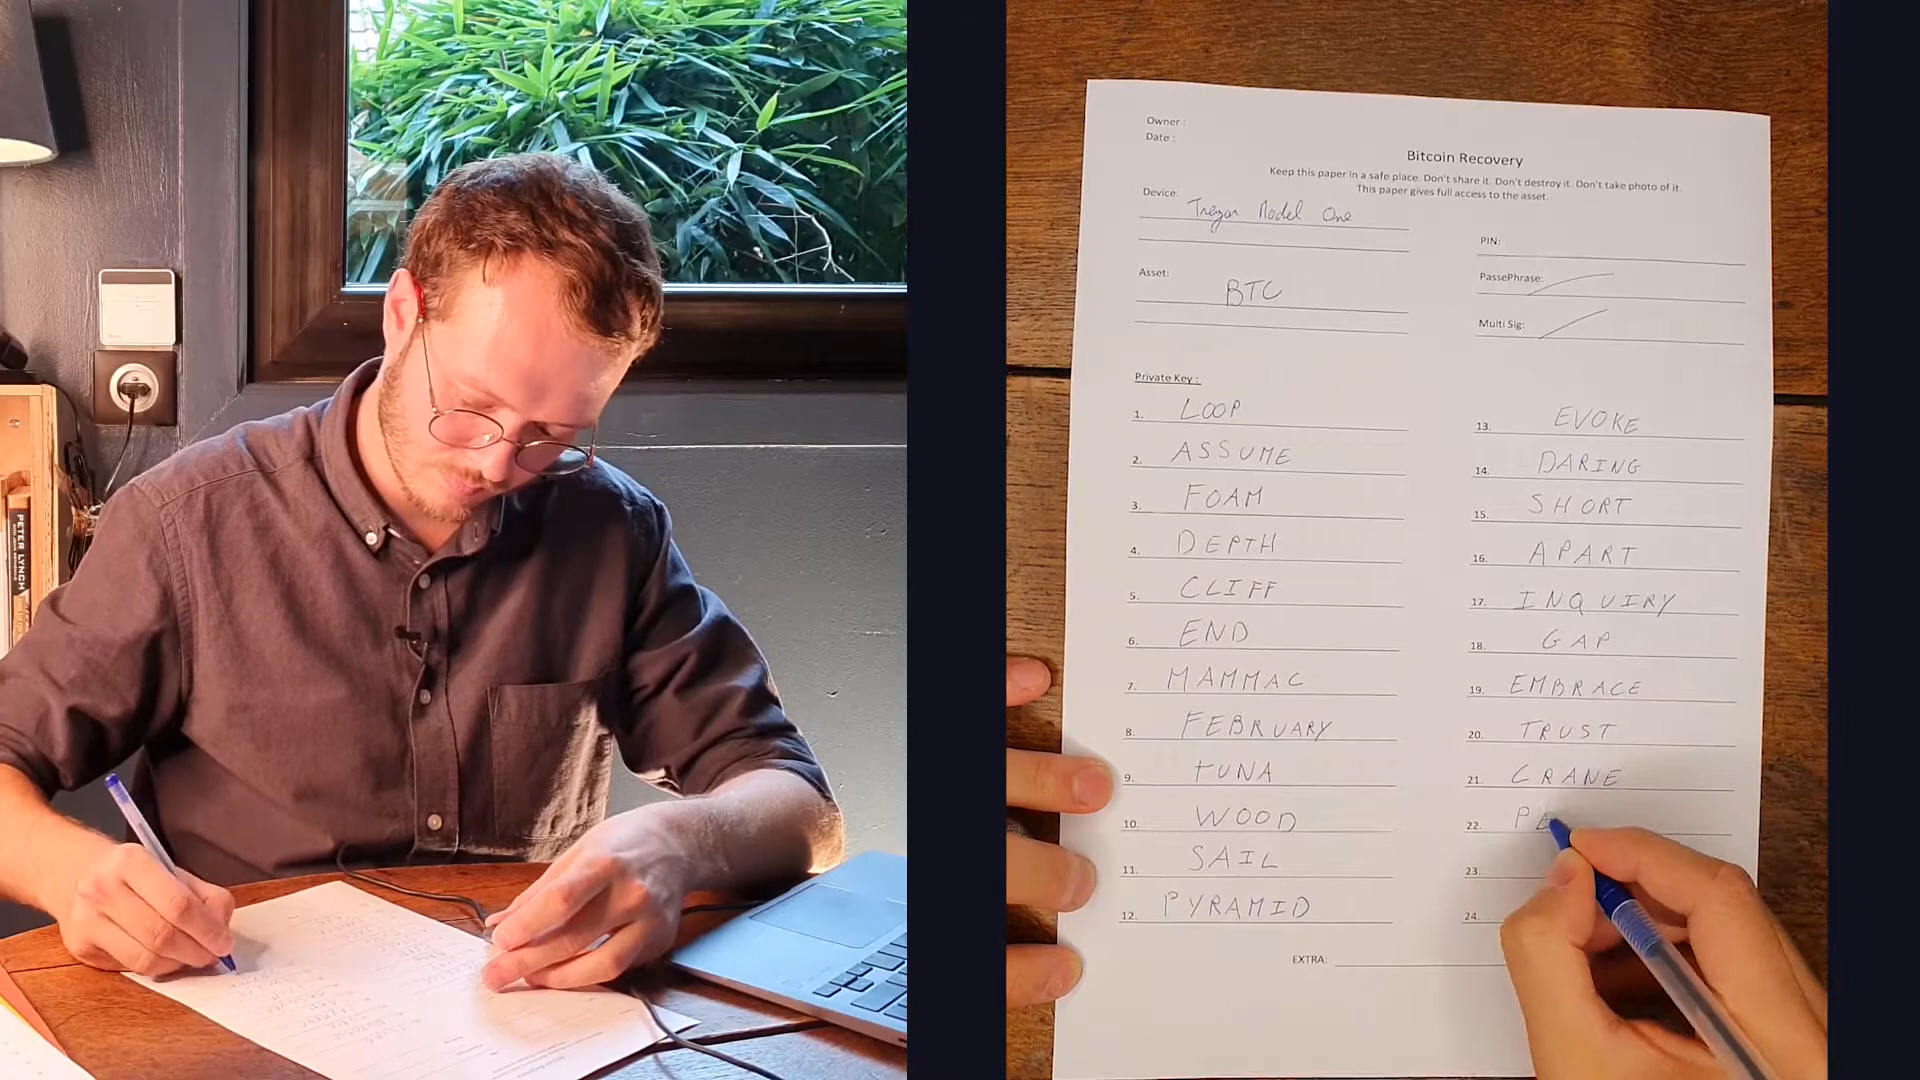 Owner :
Date :
Bitcoin Recovery
Keep this paper in a safe place. Don't share it. Don't destroy it. Don't take photo of it.
This paper gives full access to the asset.
Device: Trezor Model One
PIN:
PassePhrase:
Asset: BTC
Multi Sig:
Private Key :
1. LOOP
2. ASSUME
3. FOAM
4. DEPTH
5. CLIFF
6. END
7. MAMMAC
8. FEBRUARY
9. TUNA
10. WOOD
11. SAIL
12. PYRAMID
13. EVOKE
14. DARING
15. SHORT
16. APART
17. INQUIRY
18. GAP
19. EMBRACE
20. TRUST
21. CRANE
22.
23.
24.
EXTRA:
PETER LYNCH